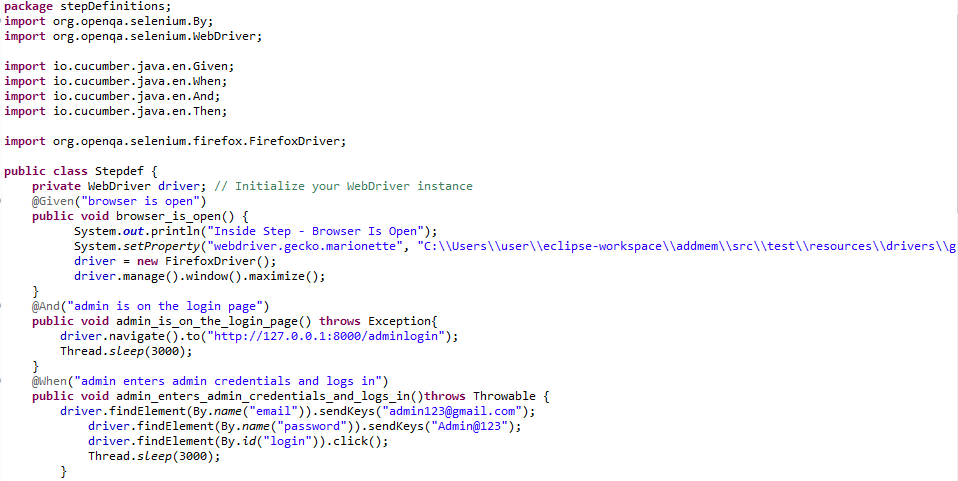 package stepDefinitions;
import org.openqa.selenium.By;
import org.openqa.selenium.WebDriver;

import io.cucumber.java.en.Given;
import io.cucumber.java.en.When;
import io.cucumber.java.en.And;
import io.cucumber.java.en.Then;

import org.openqa.selenium.firefox.FirefoxDriver;

public class Stepdef {
    private WebDriver driver; // Initialize your WebDriver instance
    @Given("browser is open")
    public void browser_is_open() {
          System.out.println("Inside Step - Browser Is Open");
          System.setProperty("webdriver.gecko.marionette", "C:\\Users\\user\\eclipse-workspace\\addmem\\src\\test\\resources\\drivers\\g
          driver = new FirefoxDriver();
          driver.manage().window().maximize();
    }
    @And("admin is on the login page")
    public void admin_is_on_the_login_page() throws Exception{
        driver.navigate().to("http://127.0.0.1:8000/adminlogin");
        Thread.sleep(3000);
    }
    @When("admin enters admin credentials and logs in")
    public void admin_enters_admin_credentials_and_logs_in()throws Throwable {
        driver.findElement(By.name("email")).sendKeys("admin123@gmail.com");
            driver.findElement(By.name("password")).sendKeys("Admin@123");
            driver.findElement(By.id("login")).click();
            Thread.sleep(3000);
        }